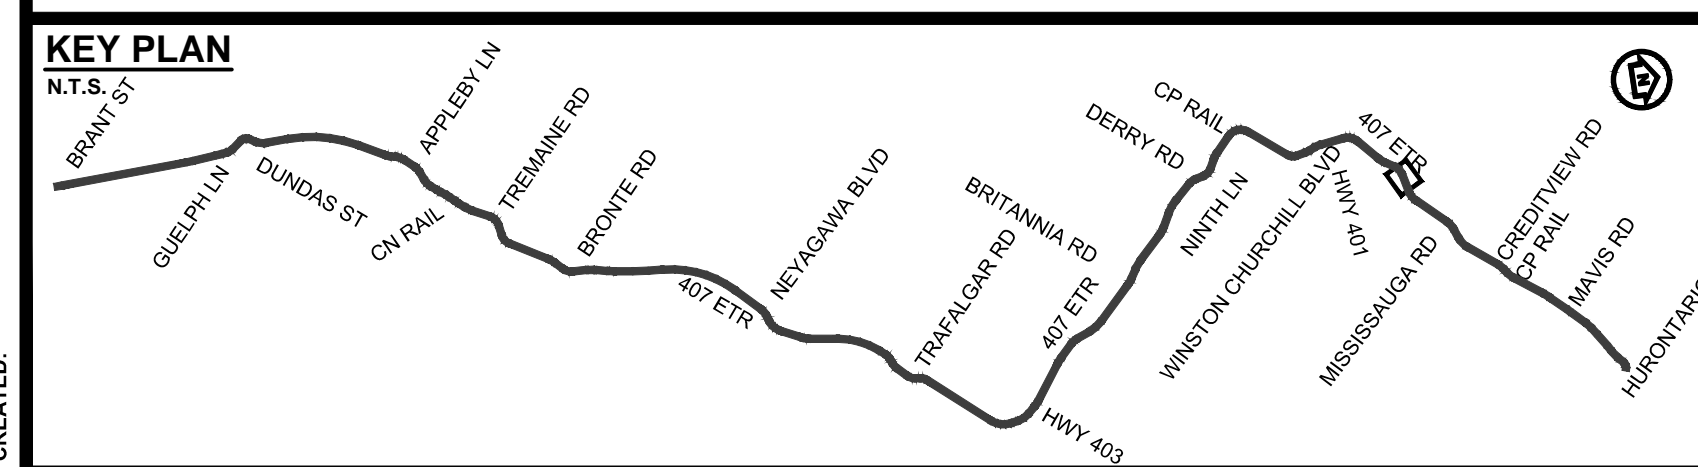 KEY PLAN
N.T.S.
BRANT ST
GUELPH LN
DUNDAS ST
CN RAIL
APPLEBY LN
TREMAINE RD
BRONTE RD
407 ETR
NEYAGAWA BLVD
TRAFALGAR RD
BRITANNIA RD
407 ETR
HWY 403
DERRY RD
CP RAIL
NINTH LN
WINSTON CHURCHILL BLVD
HWY 401
407 ETR
MISSISSAUGA RD
CREDITVIEW RD
CP RAIL
MAVIS RD
HURONTARIO
N
CREATED: